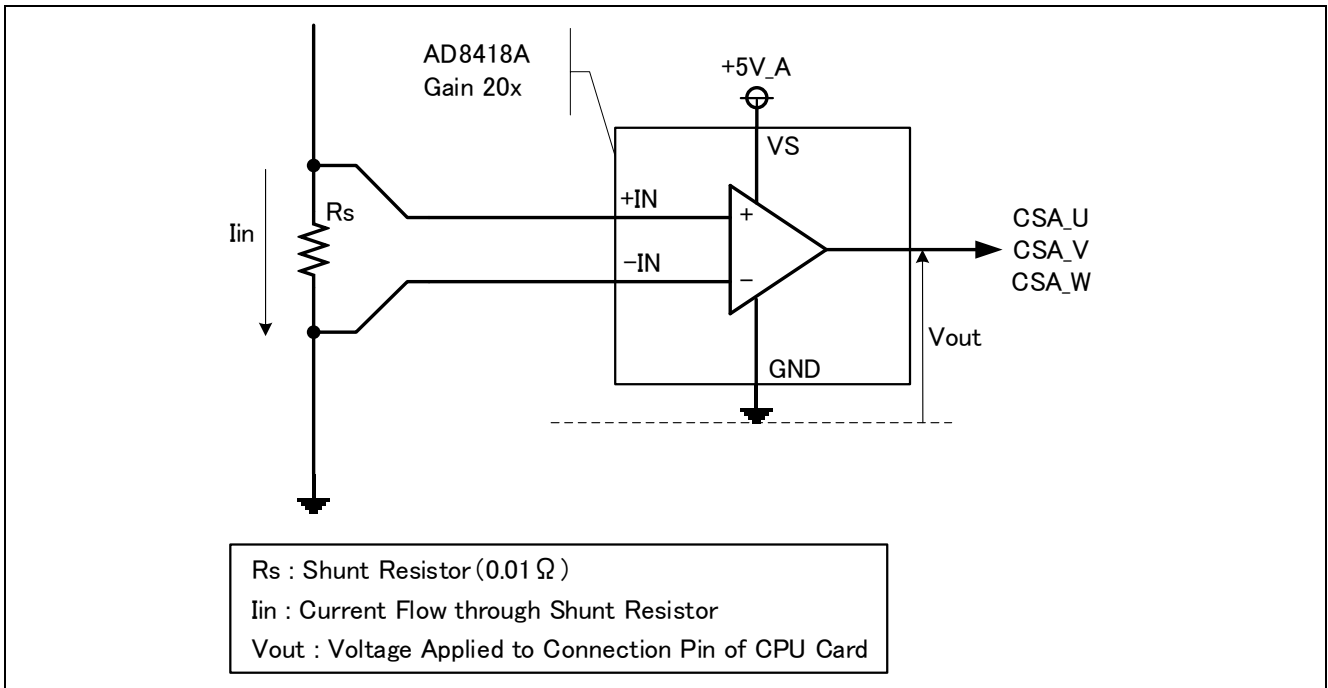 AD8418A
Gain 20x
+5V_A
VS
+IN
Rs
+
Iin
CSA_U
CSA_V
CSA_W
-IN
−
Vout
GND
Rs : Shunt Resistor (0.01Ω)
Iin : Current Flow through Shunt Resistor
Vout : Voltage Applied to Connection Pin of CPU Card